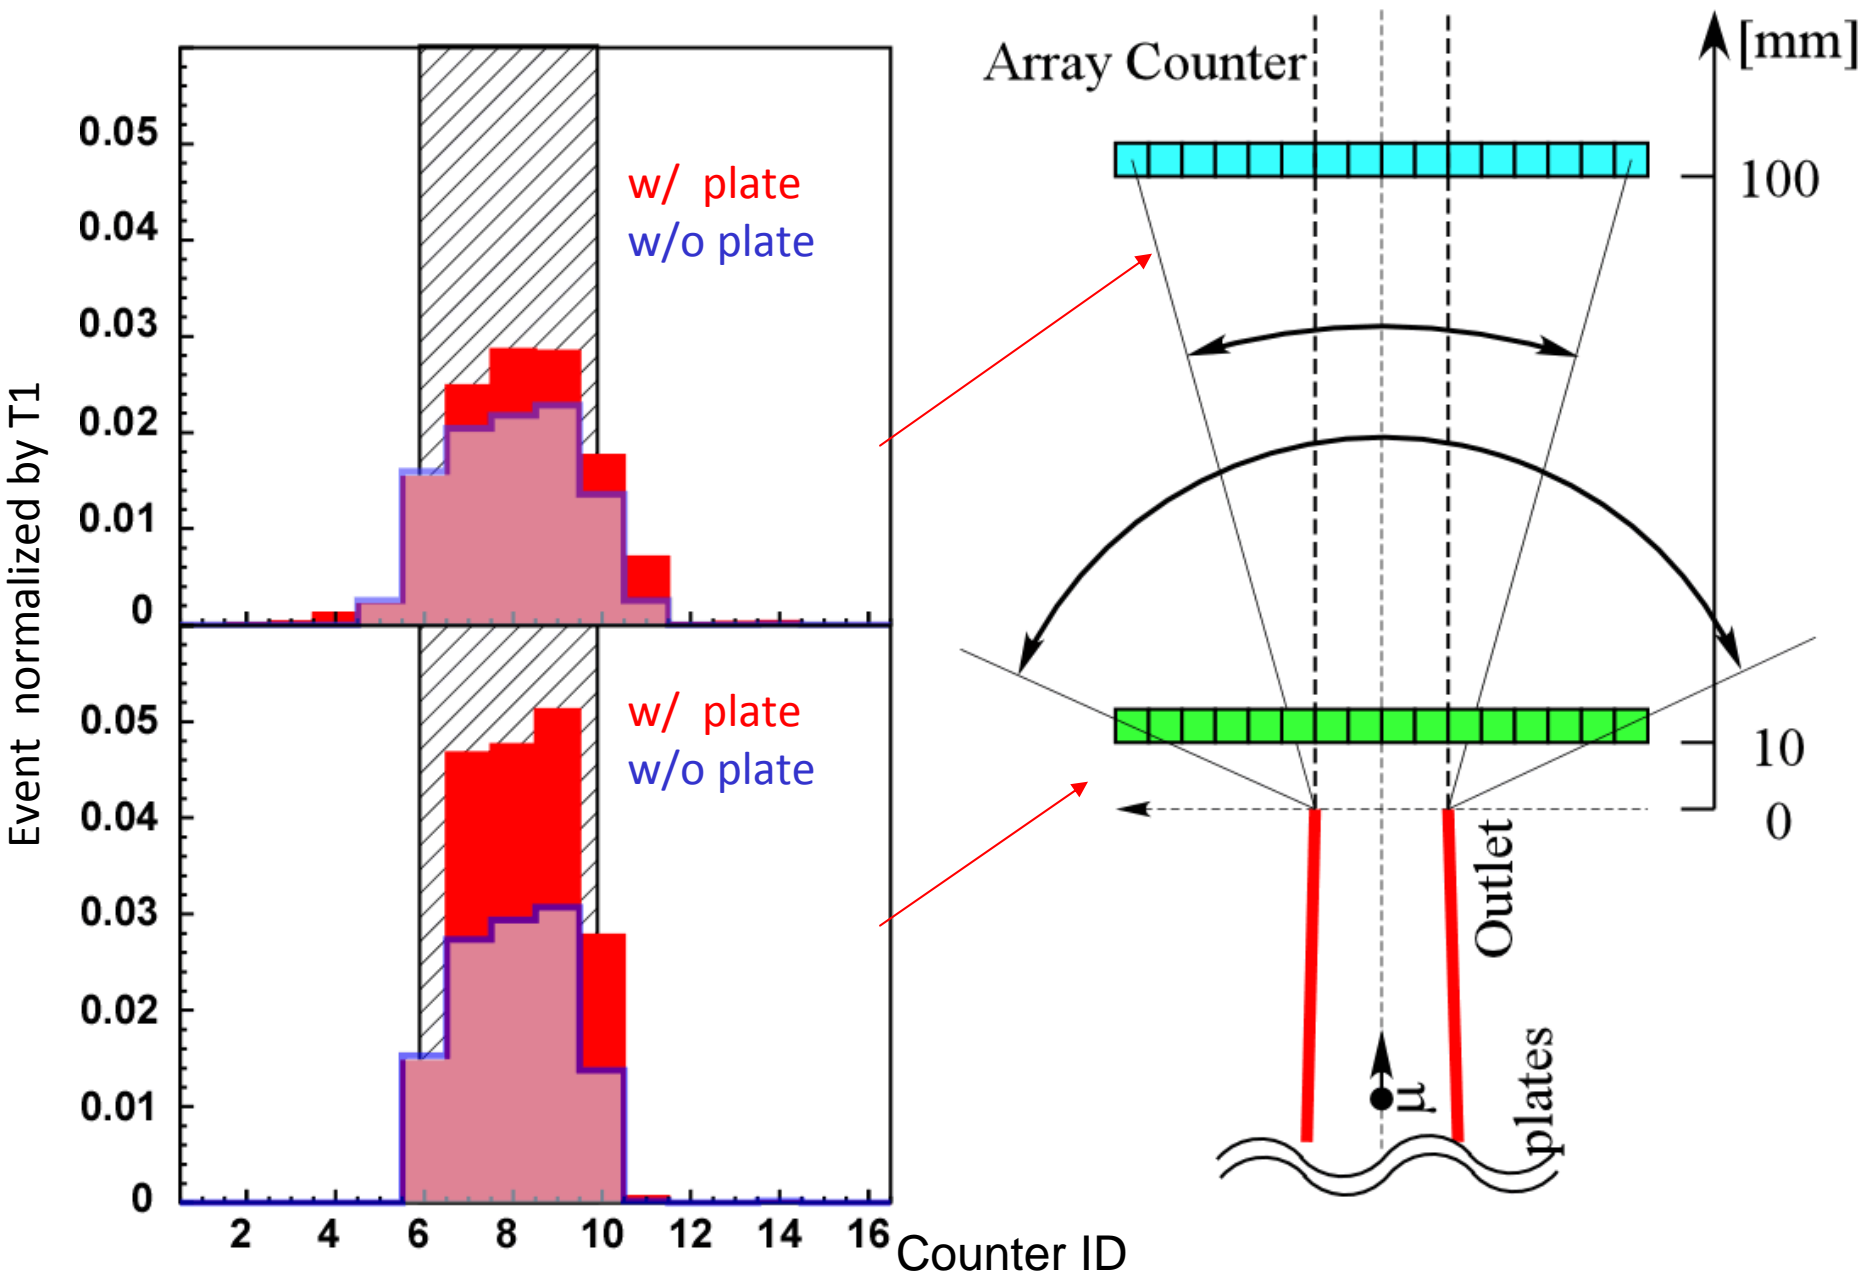 Event normalized by T1
0.05
0.04
0.03
0.02
0.01
0
w/ plate
w/o plate
0.05
0.04
0.03
0.02
0.01
0
w/ plate
w/o plate
2 4 6 8 10 12 14 16
Counter ID
Array Counter
[mm]
100
10
0
Outlet
μ
plates